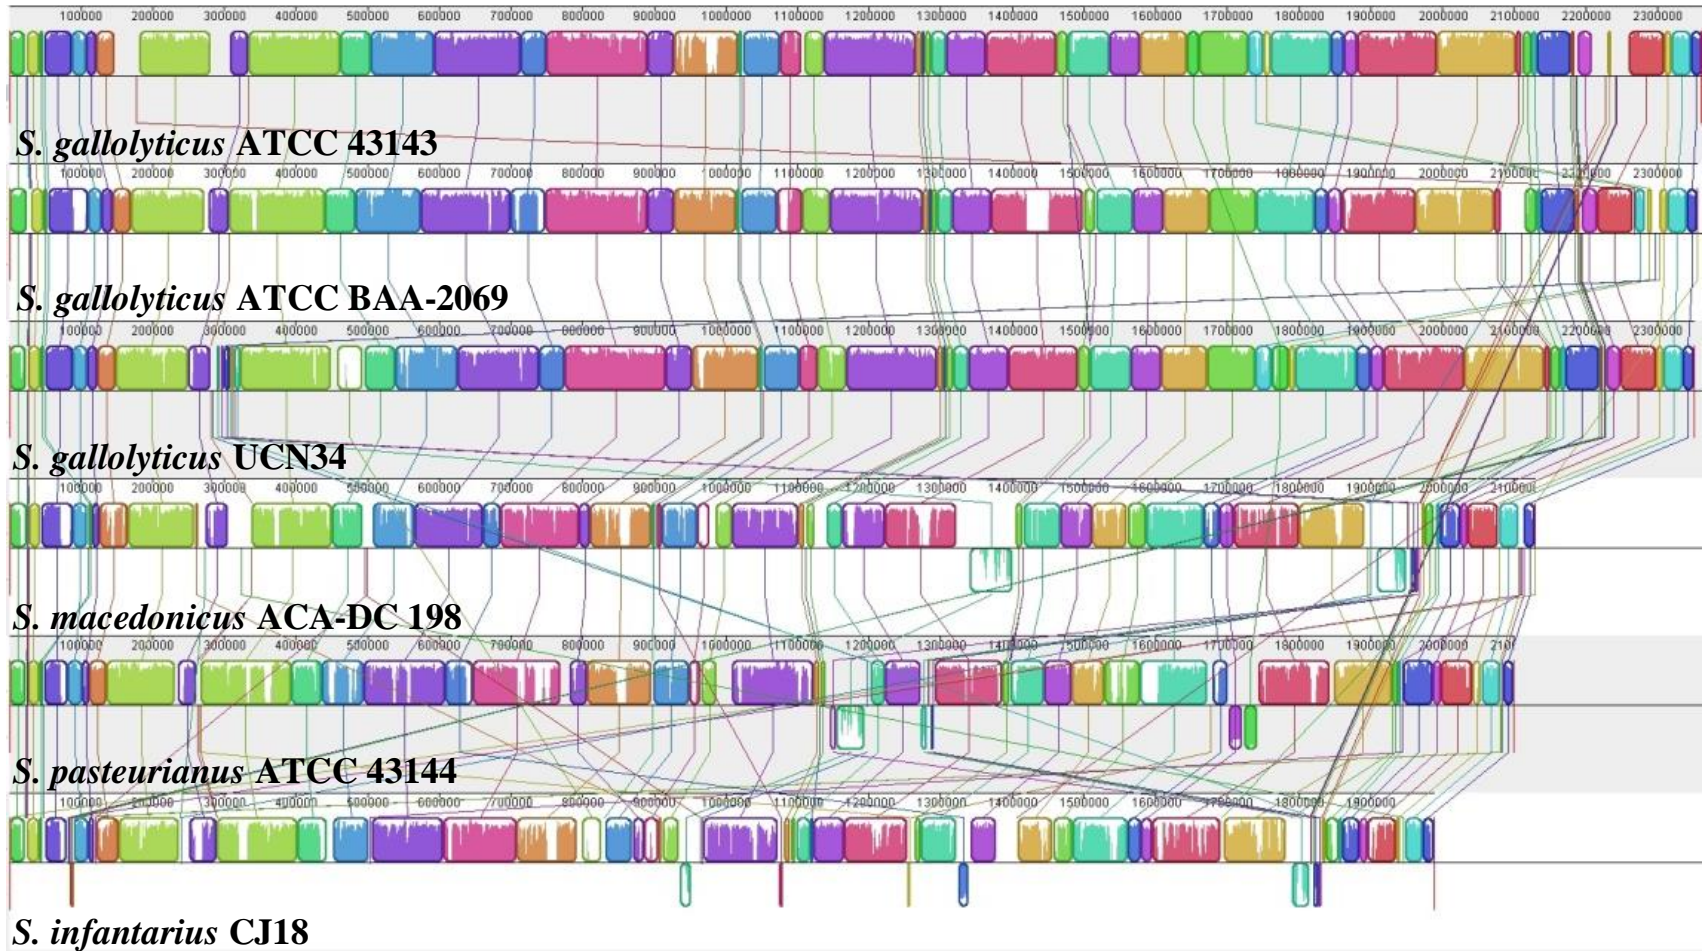 100000 200000 300000 400000 500000 600000 700000 800000 900000 1000000 1100000 1200000 1300000 1400000 1500000 1600000 1700000 1800000 1900000 2000000 2100000 2200000 2300000
S. gallolyticus ATCC 43143
100000 200000 300000 400000 500000 600000 700000 800000 900000 1000000 1100000 1200000 1300000 1400000 1500000 1600000 1700000 1800000 1900000 2000000 2100000 2200000 2300000
S. gallolyticus ATCC BAA-2069
100000 200000 300000 400000 500000 600000 700000 800000 900000 1000000 1100000 1200000 1300000 1400000 1500000 1600000 1700000 1800000 1900000 2000000 2100000 2200000 2300000
S. gallolyticus UCN34
100000 200000 300000 400000 500000 600000 700000 800000 900000 1000000 1100000 1200000 1300000 1400000 1500000 1600000 1700000 1800000 1900000 2000000 2100000
S. macedonicus ACA-DC 198
100000 200000 300000 400000 500000 600000 700000 800000 900000 1000000 1100000 1200000 1300000 1400000 1500000 1600000 1700000 1800000 1900000 2000000
S. pasteurianus ATCC 43144
100000 200000 300000 400000 500000 600000 700000 800000 900000 1000000 1100000 1200000 1300000 1400000 1500000 1600000 1700000 1800000 1900000
S. infantarius CJ18